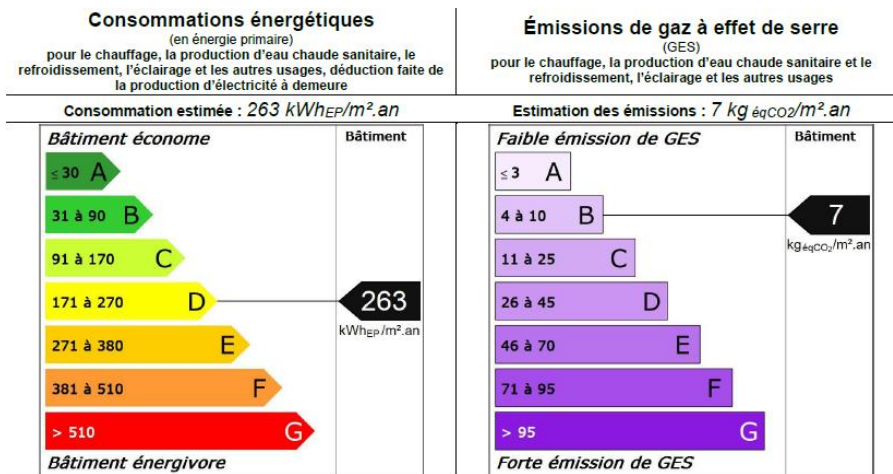 Consommations énergétiques
(en énergie primaire)
pour le chauffage, la production d'eau chaude sanitaire, le
refroidissement, l'éclairage et les autres usages, déduction faite de
la production d'électricité à demeure
Consommation estimée : 263 kWhEP/m².an
Bâtiment économe
Bâtiment
≤ 30 A
31 à 90 B
91 à 170 C
171 à 270 D
263
kWhEP/m².an
271 à 380 E
381 à 510 F
> 510 G
Bâtiment énergivore
Émissions de gaz à effet de serre
(GES)
pour le chauffage, la production d'eau chaude sanitaire et le
refroidissement, l'éclairage et les autres usages
Estimation des émissions : 7 kg éqCO2/m².an
Faible émission de GES
Bâtiment
≤ 3 A
4 à 10 B
7
kgéqCO2/m².an
11 à 25 C
26 à 45 D
46 à 70 E
71 à 95 F
> 95 G
Forte émission de GES